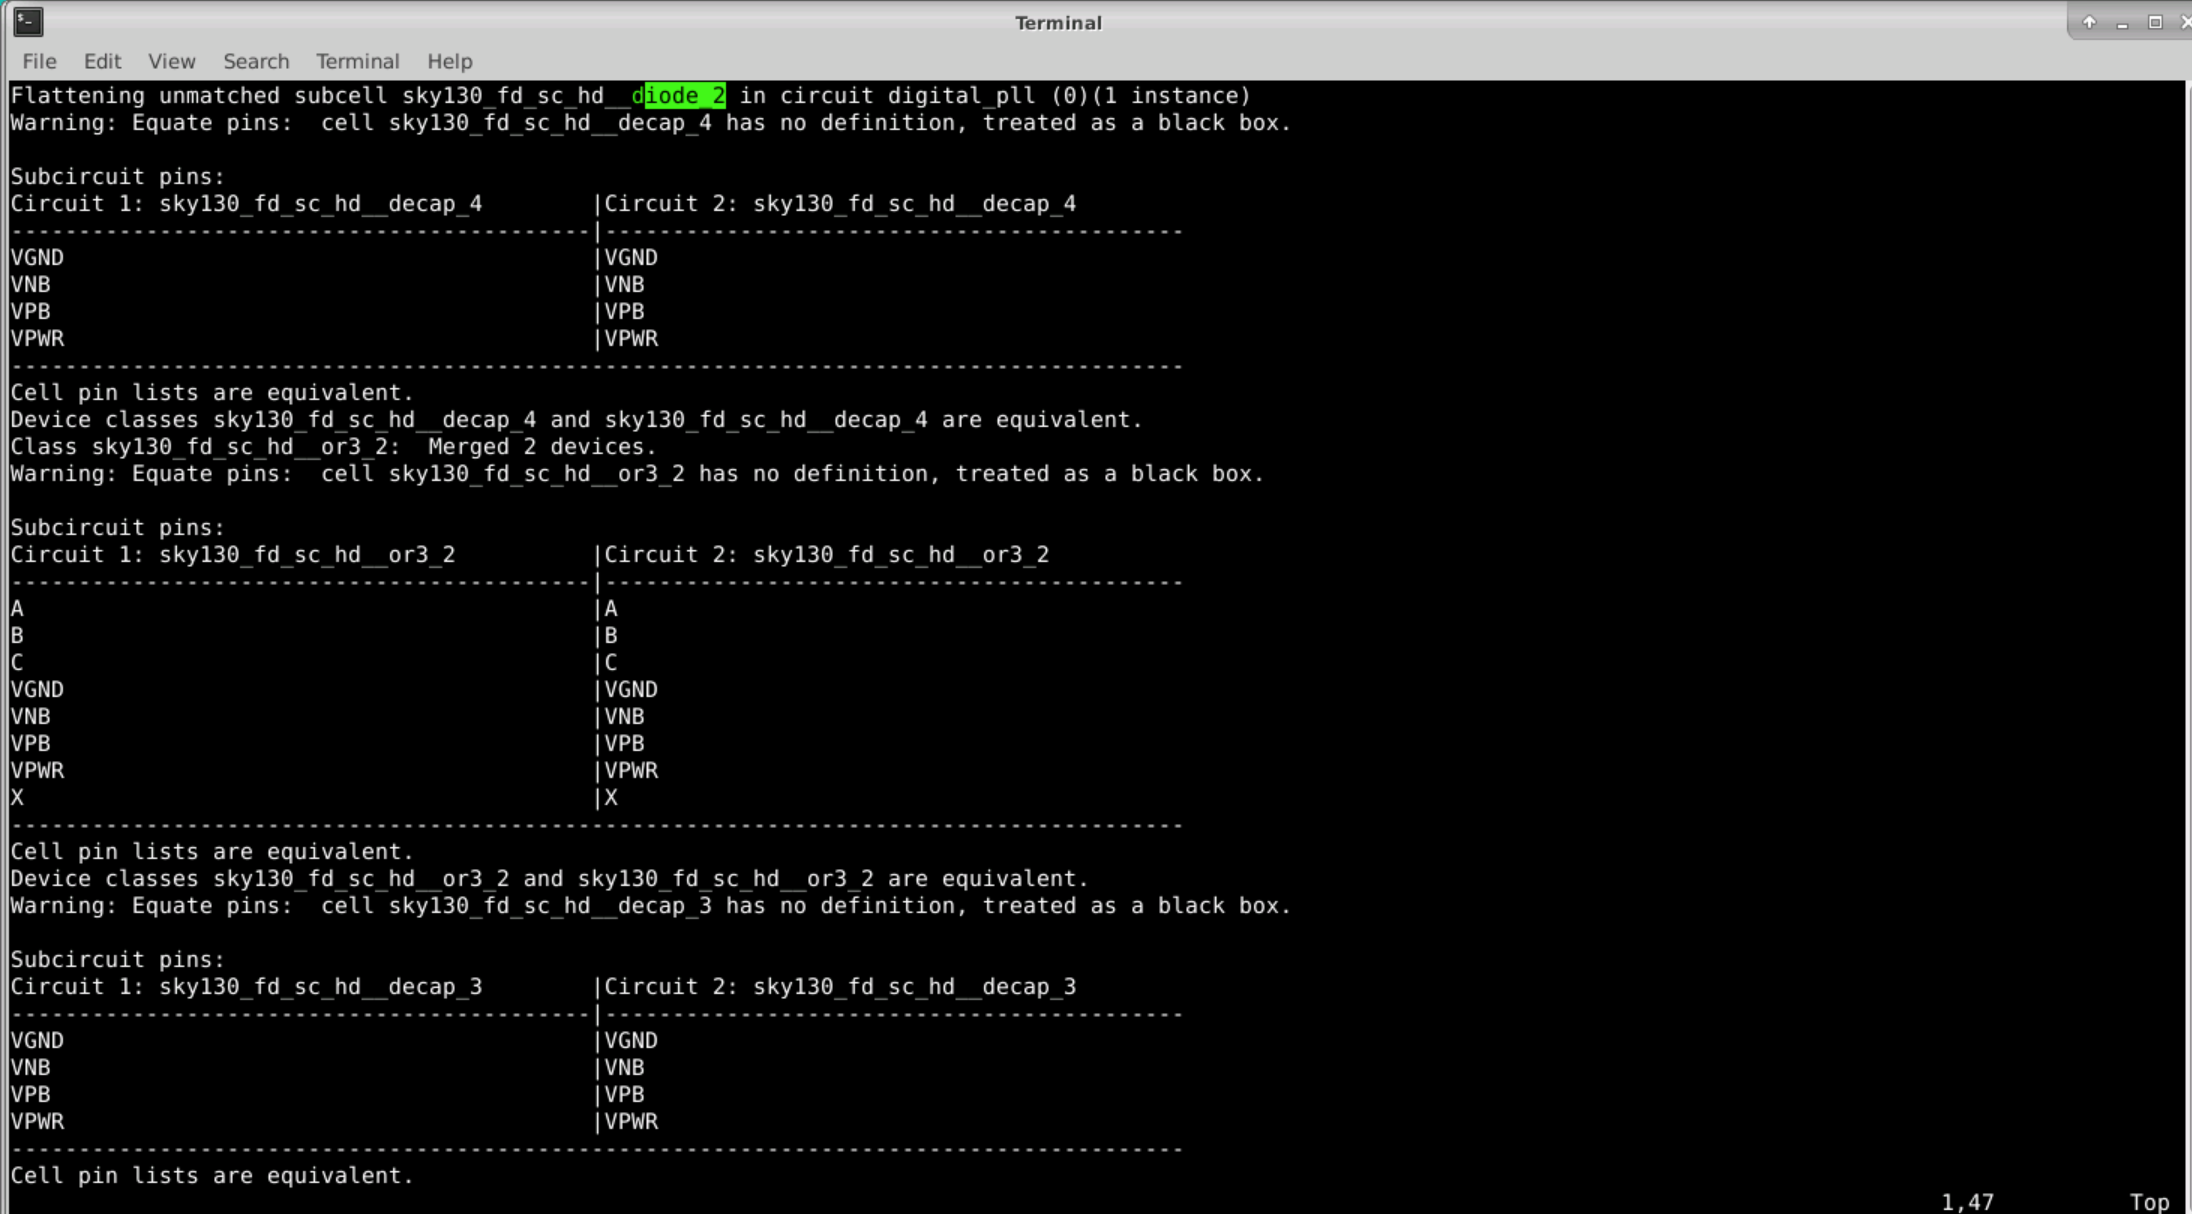 Terminal
File Edit View Search Terminal Help
Flattening unmatched subcell sky130_fd_sc_hd__diode_2 in circuit digital_pll (0)(1 instance)
Warning: Equate pins:  cell sky130_fd_sc_hd__decap_4 has no definition, treated as a black box.

Subcircuit pins:
Circuit 1: sky130_fd_sc_hd__decap_4        |Circuit 2: sky130_fd_sc_hd__decap_4
-------------------------------------------|-------------------------------------------
VGND                                       |VGND
VNB                                        |VNB
VPB                                        |VPB
VPWR                                       |VPWR
---------------------------------------------------------------------------------------
Cell pin lists are equivalent.
Device classes sky130_fd_sc_hd__decap_4 and sky130_fd_sc_hd__decap_4 are equivalent.
Class sky130_fd_sc_hd__or3_2:  Merged 2 devices.
Warning: Equate pins:  cell sky130_fd_sc_hd__or3_2 has no definition, treated as a black box.

Subcircuit pins:
Circuit 1: sky130_fd_sc_hd__or3_2          |Circuit 2: sky130_fd_sc_hd__or3_2
-------------------------------------------|-------------------------------------------
A                                          |A
B                                          |B
C                                          |C
VGND                                       |VGND
VNB                                        |VNB
VPB                                        |VPB
VPWR                                       |VPWR
X                                          |X
---------------------------------------------------------------------------------------
Cell pin lists are equivalent.
Device classes sky130_fd_sc_hd__or3_2 and sky130_fd_sc_hd__or3_2 are equivalent.
Warning: Equate pins:  cell sky130_fd_sc_hd__decap_3 has no definition, treated as a black box.

Subcircuit pins:
Circuit 1: sky130_fd_sc_hd__decap_3        |Circuit 2: sky130_fd_sc_hd__decap_3
-------------------------------------------|-------------------------------------------
VGND                                       |VGND
VNB                                        |VNB
VPB                                        |VPB
VPWR                                       |VPWR
---------------------------------------------------------------------------------------
Cell pin lists are equivalent.
1,47          Top